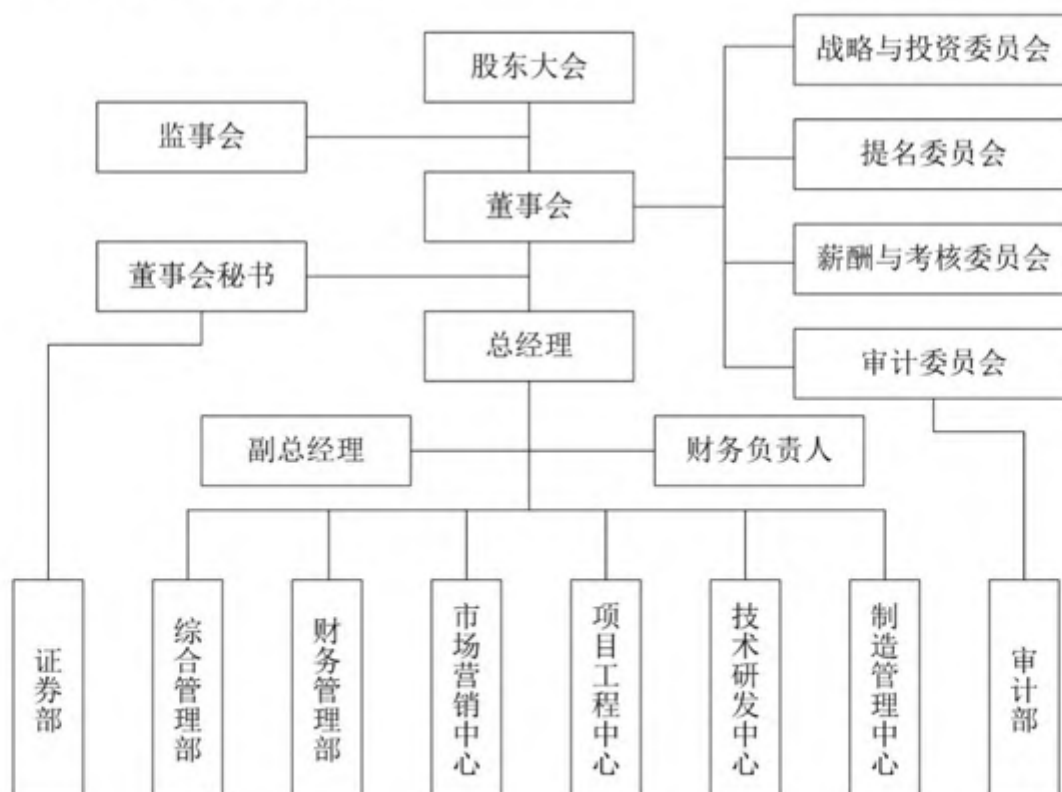 股东大会
战略与投资委员会
监事会
提名委员会
董事会
董事会秘书
薪酬与考核委员会
总经理
审计委员会
副总经理
财务负责人
证券部
综合管理部
财务管理部
市场营销中心
项目工程中心
技术研发中心
制造管理中心
审计部